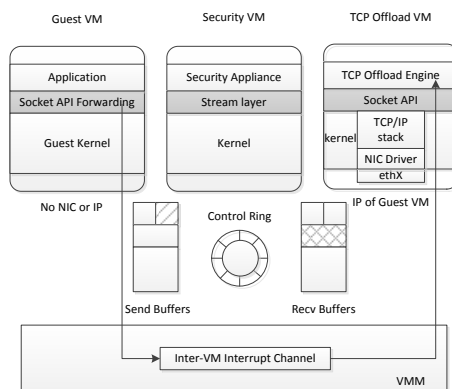 Guest VM
Security VM
TCP Offload VM
Application
Security Appliance
TCP Offload Engine
Socket API Forwarding
Stream layer
Socket API
Guest Kernel
Kernel
kernel
TCP/IP
stack
NIC Driver
ethX
No NIC or IP
IP of Guest VM
Control Ring
Send Buffers
Recv Buffers
Inter-VM Interrupt Channel
VMM